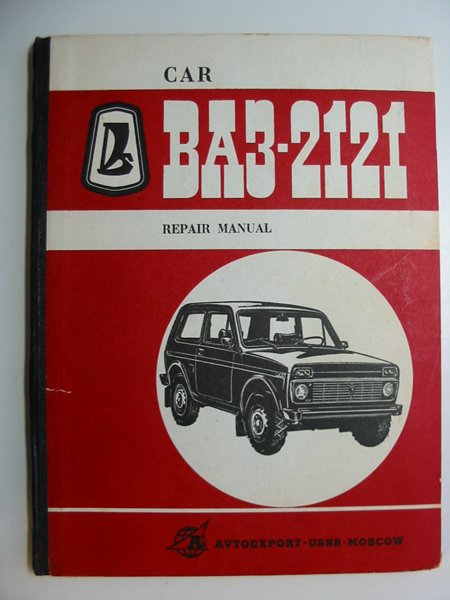 CAR
ВАЗ-2121
REPAIR MANUAL
AVTOEXPORT-USSR-MOSCOW